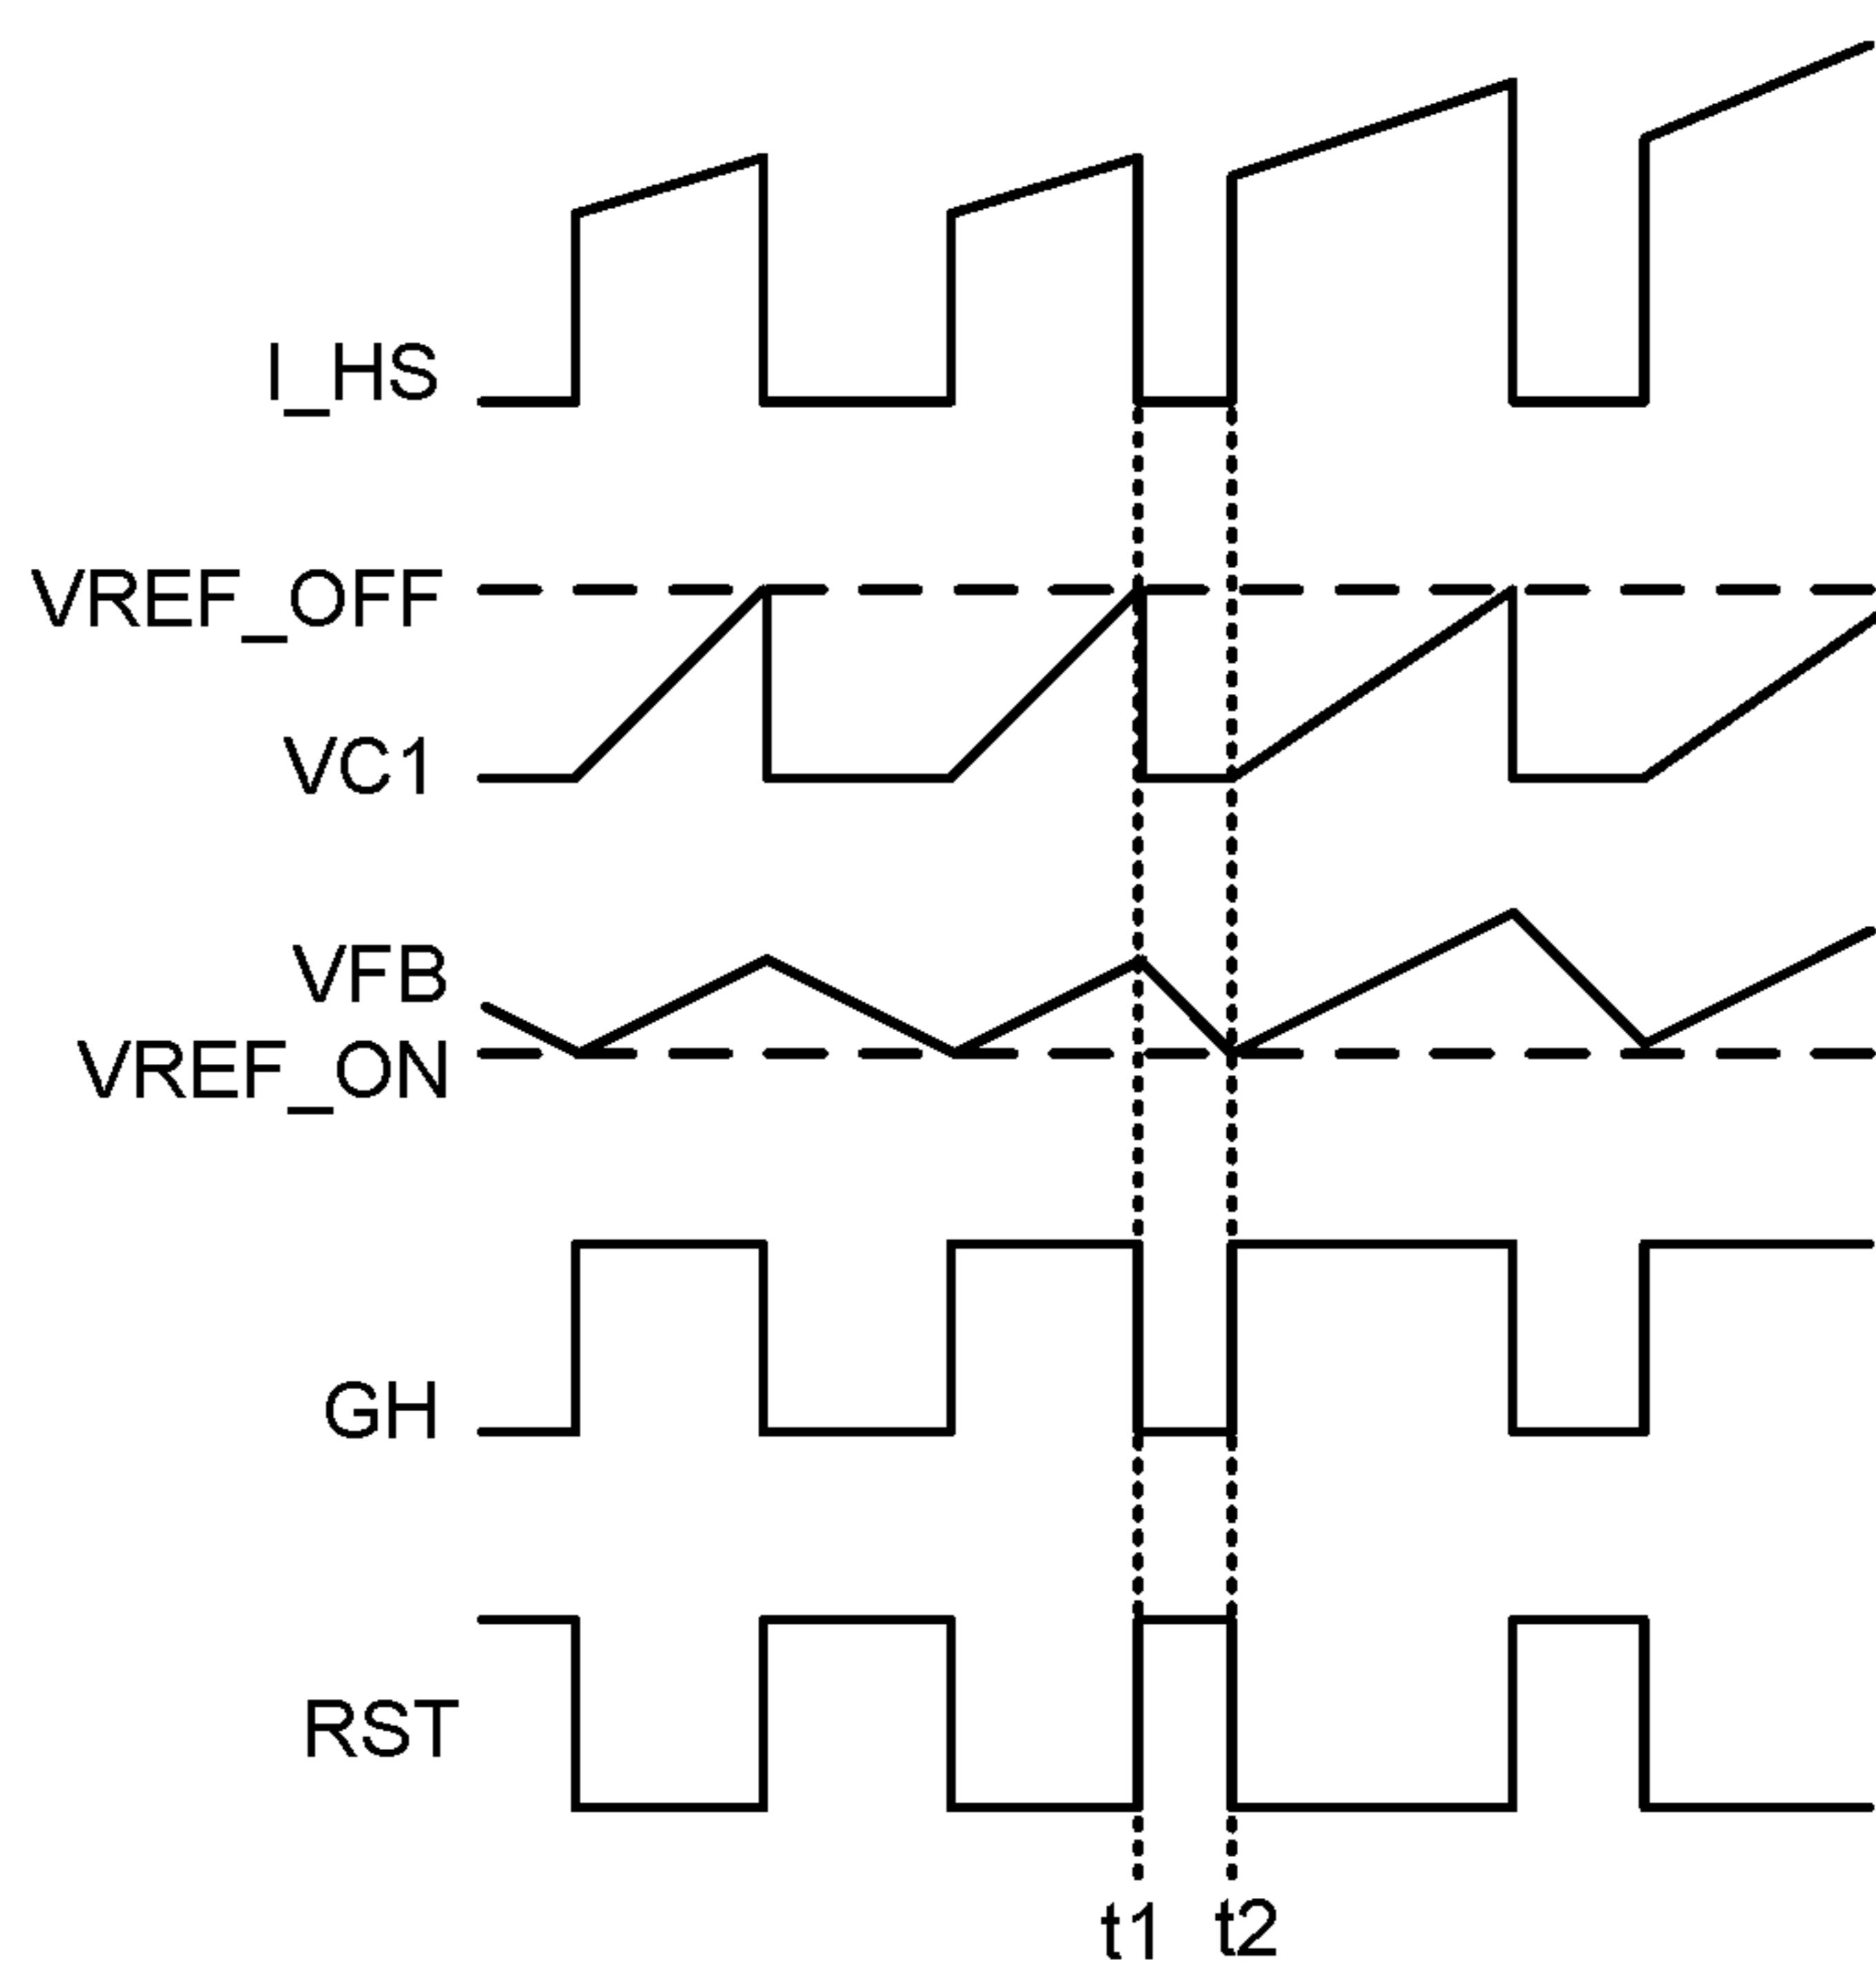 I_HS
VREF_OFF
VC1
VFB
VREF_ON
GH
RST
t1 t2